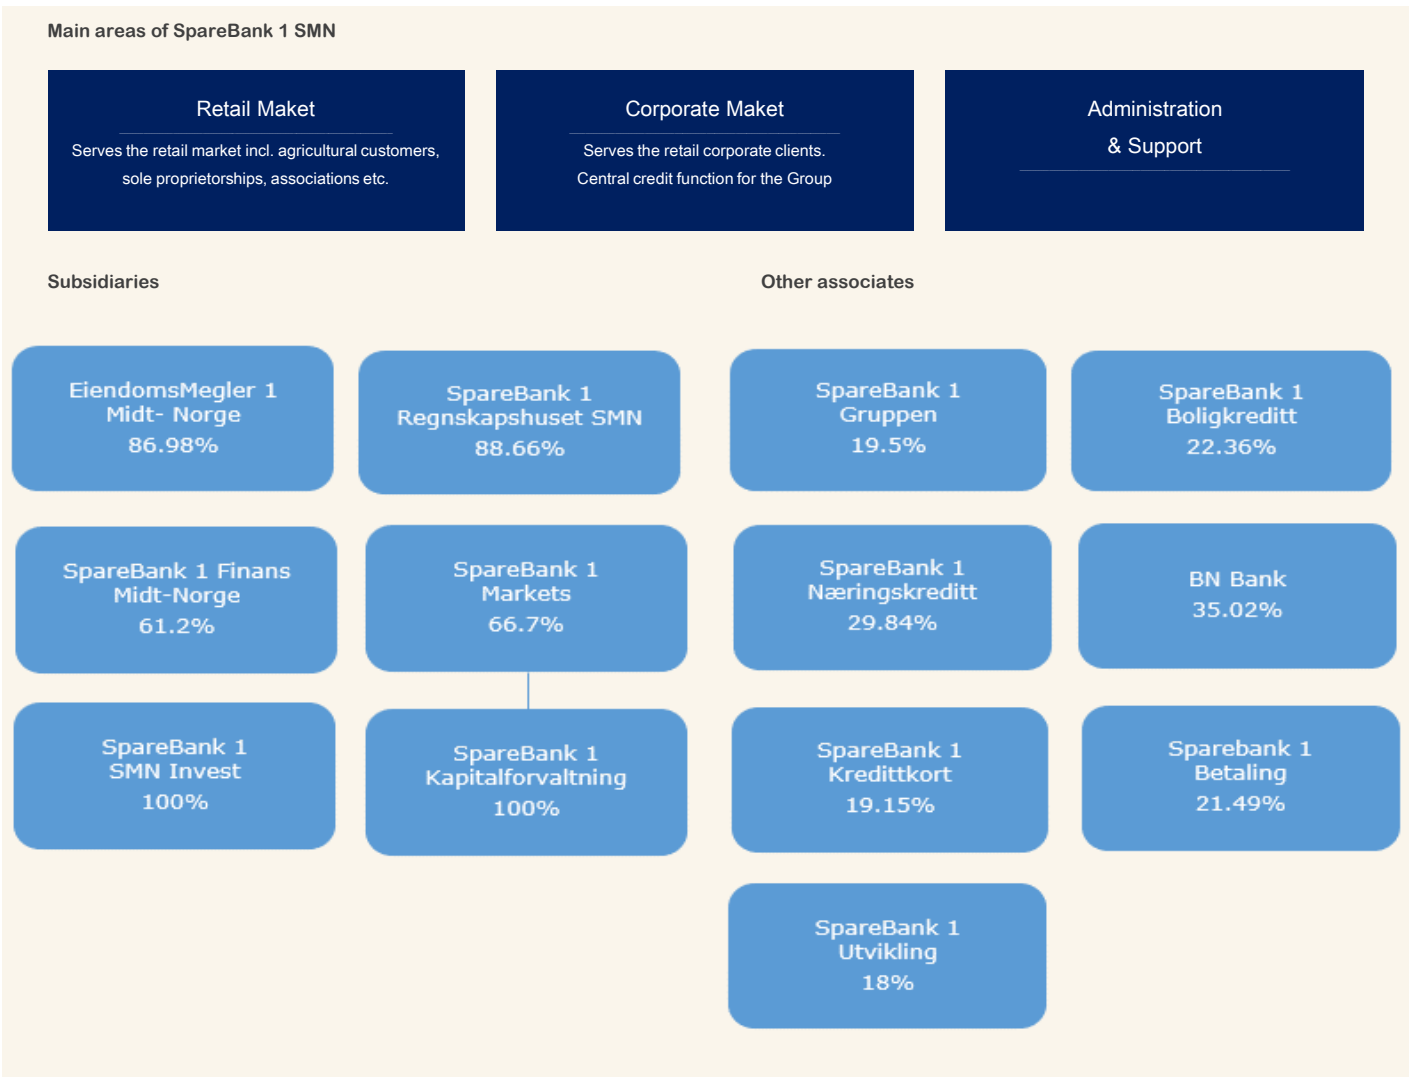 Main areas of SpareBank 1 SMN
Retail Maket
Serves the retail market incl. agricultural customers,
sole proprietorships, associations etc.
Corporate Maket
Serves the retail corporate clients.
Central credit function for the Group
Administration
& Support
Subsidiaries
EiendomsMegler 1
Midt- Norge
86.98%
SpareBank 1
Regnskapshuset SMN
88.66%
SpareBank 1 Finans
Midt-Norge
61.2%
SpareBank 1
Markets
66.7%
SpareBank 1
SMN Invest
100%
SpareBank 1
Kapitalforvaltning
100%
Other associates
SpareBank 1
Gruppen
19.5%
SpareBank 1
Boligkreditt
22.36%
SpareBank 1
Næringskreditt
29.84%
BN Bank
35.02%
SpareBank 1
Kredittkort
19.15%
Sparebank 1
Betaling
21.49%
SpareBank 1
Utvikling
18%